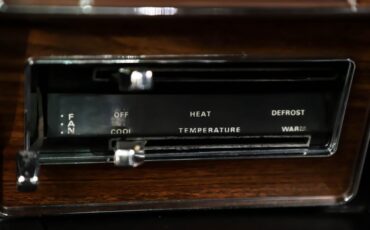 OFF HEAT DEFROST
FAN
COOL TEMPERATURE WARM